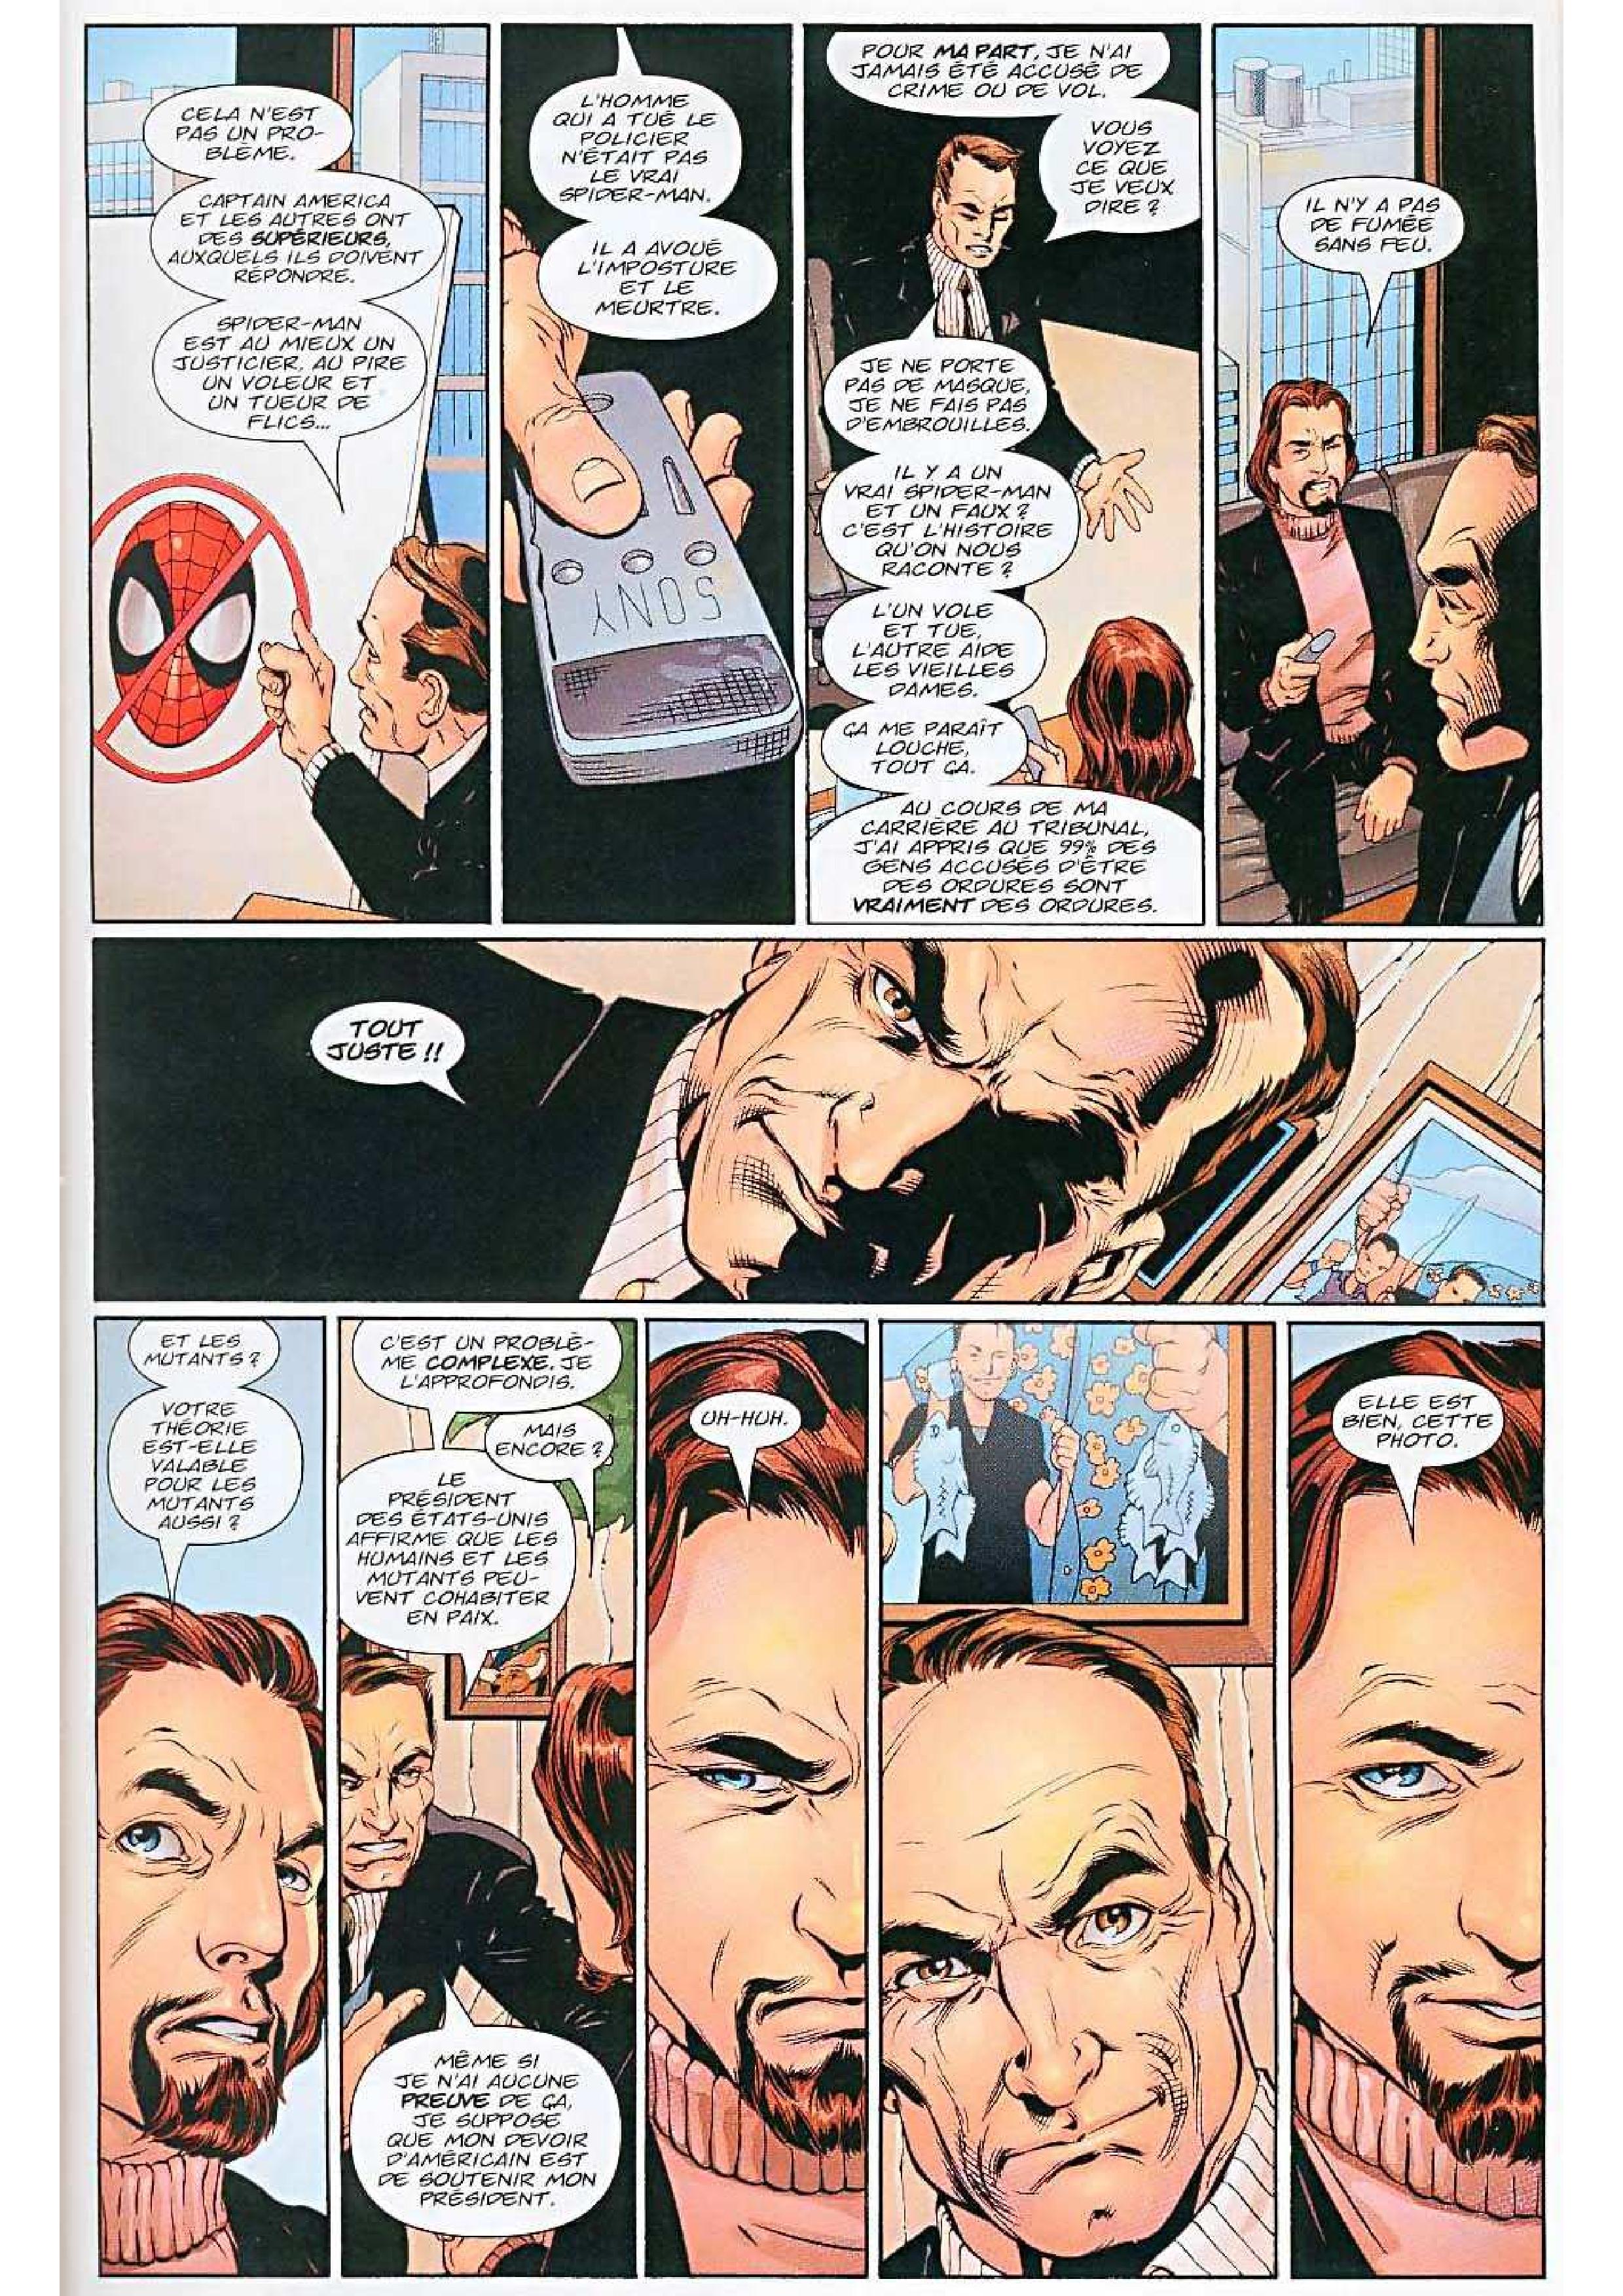 CELA N'EST
PAS UN PRO-
BLÈME.
CAPTAIN AMERICA
ET LES AUTRES ONT
DES SUPÉRIEURS,
AUXQUELS ILS DOIVENT
RÉPONDRE.
SPIDER-MAN
EST AU MIEUX UN
JUSTICIER, AU PIRE
UN VOLEUR ET
UN TUEUR DE
FLICS...
L'HOMME
QUI A TUÉ LE
POLICIER
N'ÉTAIT PAS
LE VRAI
SPIDER-MAN.
IL A AVOUÉ
L'IMPOSTURE
ET LE
MEURTRE.
SONY
POUR MA PART, JE N'AI
JAMAIS ÉTÉ ACCUSÉ DE
CRIME OU DE VOL.
VOUS
VOYEZ
CE QUE
JE VEUX
DIRE ?
JE NE PORTE
PAS DE MASQUE,
JE NE FAIS PAS
D'EMBROUILLES.
IL Y A UN
VRAI SPIDER-MAN
ET UN FAUX ?
C'EST L'HISTOIRE
QU'ON NOUS
RACONTE ?
L'UN VOLE
ET TUE,
L'AUTRE AIDE
LES VIEILLES
DAMES.
ÇA ME PARAÎT
LOUCHE,
TOUT ÇA.
AU COURS DE MA
CARRIÈRE AU TRIBUNAL,
J'AI APPRIS QUE 99% DES
GENS ACCUSÉS D'ÊTRE
DES ORDURES SONT
VRAIMENT DES ORDURES.
IL N'Y A PAS
DE FUMÉE
SANS FEU.
TOUT
JUSTE !!
ET LES
MUTANTS ?
VOTRE
THÉORIE
EST-ELLE
VALABLE
POUR LES
MUTANTS
AUSSI ?
C'EST UN PROBLÈ-
ME COMPLEXE. JE
L'APPROFONDIS.
MAIS
ENCORE ?
LE
PRÉSIDENT
DES ÉTATS-UNIS
AFFIRME QUE LES
HUMAINS ET LES
MUTANTS PEU-
VENT COHABITER
EN PAIX.
MÊME SI
JE N'AI AUCUNE
PREUVE DE ÇA,
JE SUPPOSE
QUE MON DEVOIR
D'AMÉRICAIN EST
DE SOUTENIR MON
PRÉSIDENT.
UH-HUH.
ELLE EST
BIEN, CETTE
PHOTO.